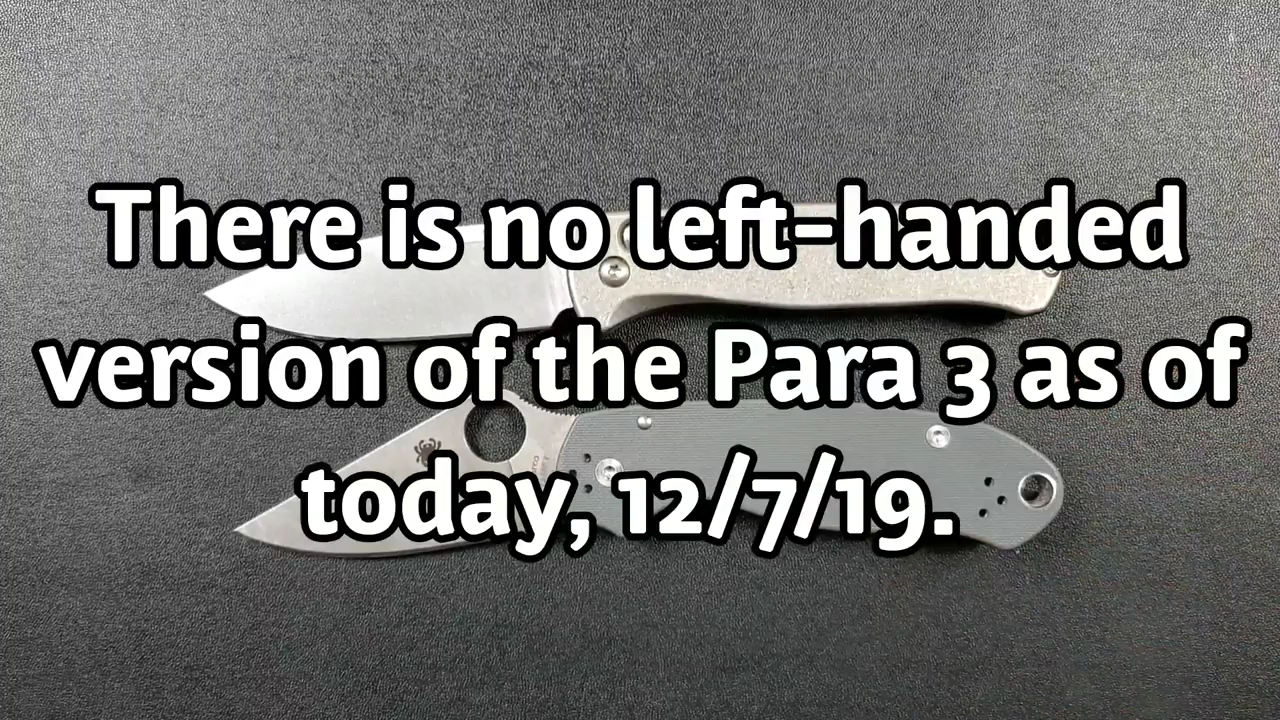 There is no left-handed
version of the Para 3 as of
today, 12/7/19.